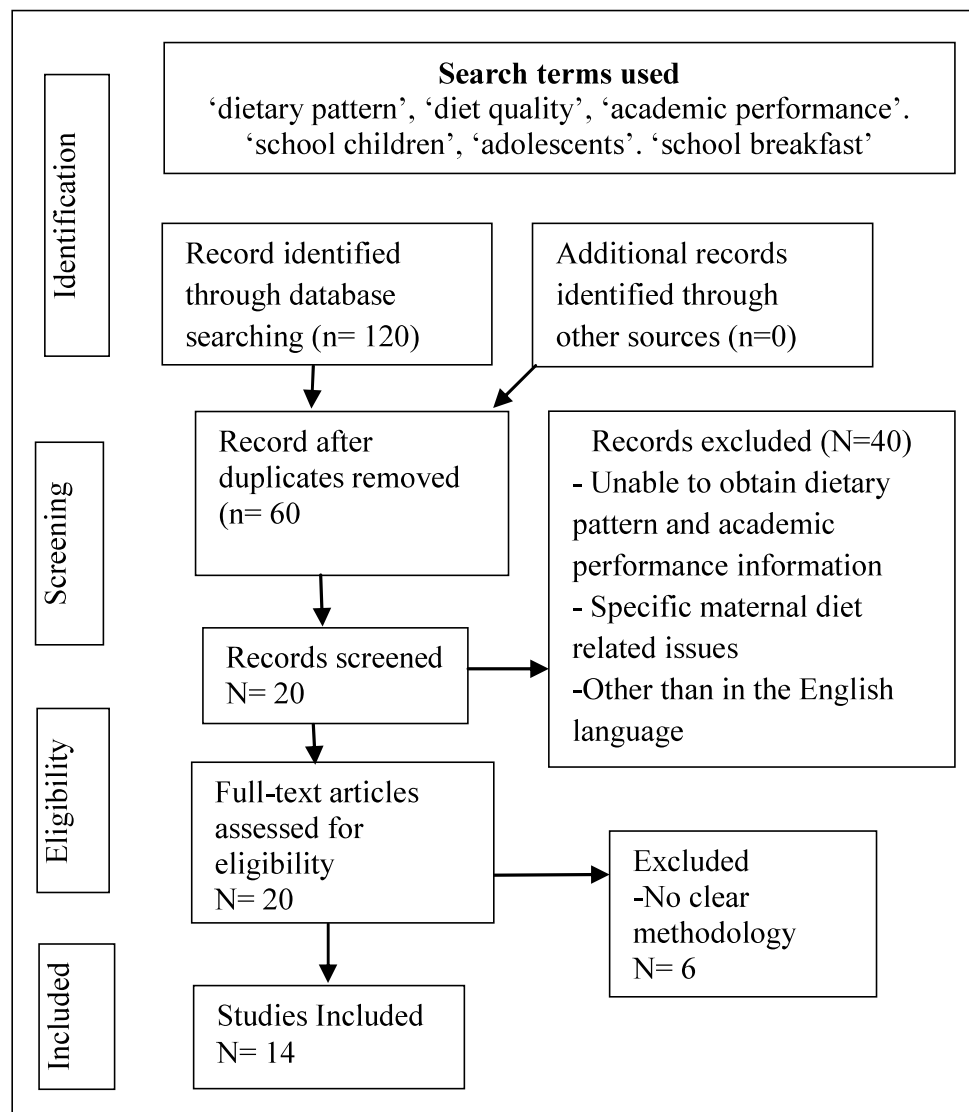 Search terms used
‘dietary pattern’, ‘diet quality’, ‘academic performance’.
‘school children’, ‘adolescents’. ‘school breakfast’
Identification
Record identified
through database
searching (n= 120)
Additional records
identified through
other sources (n=0)
Screening
Record after
duplicates removed
(n= 60
Records excluded (N=40)
- Unable to obtain dietary
pattern and academic
performance information
- Specific maternal diet
related issues
-Other than in the English
language
Records screened
N= 20
Eligibility
Full-text articles
assessed for
eligibility
N= 20
Excluded
-No clear
methodology
N= 6
Included
Studies Included
N= 14